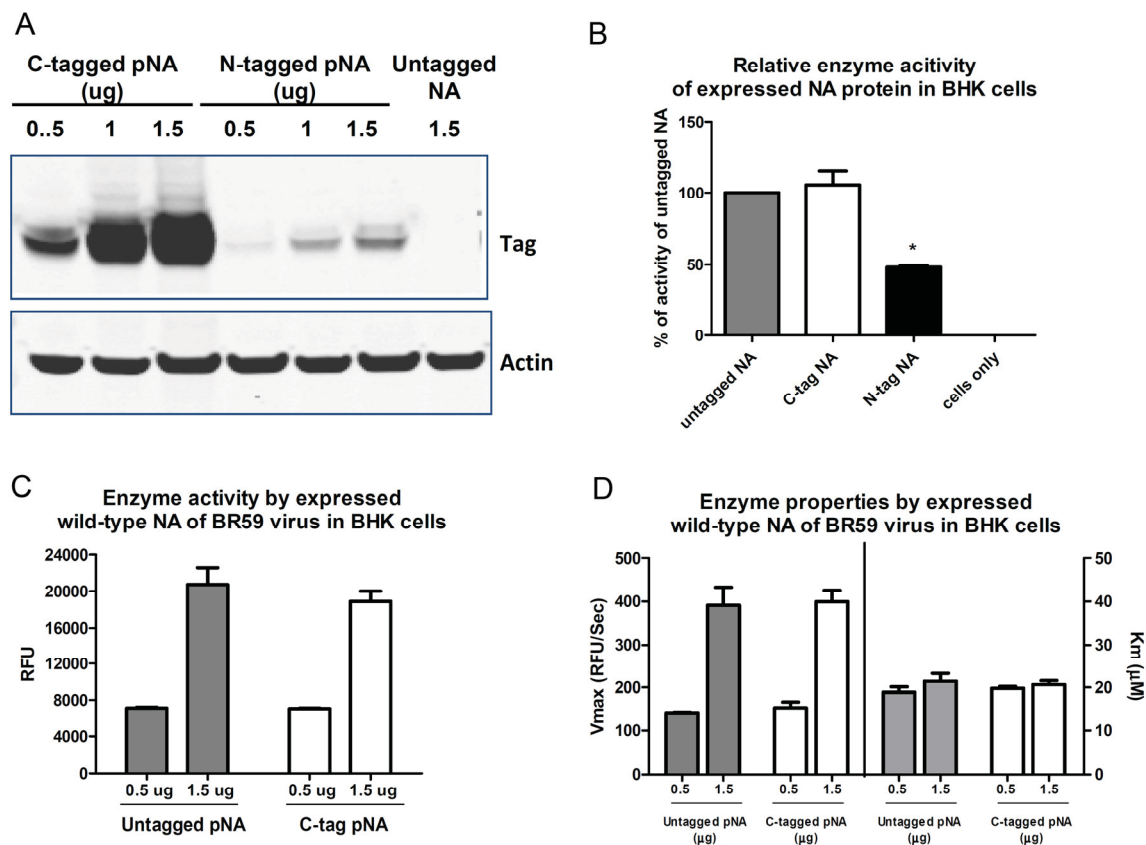 A
C-tagged pNA
(ug)
N-tagged pNA
(ug)
Untagged
NA
0..5 1 1.5 0.5 1 1.5 1.5
Tag
Actin
B
Relative enzyme acitivity
of expressed NA protein in BHK cells
% of activity of untagged NA
150
100
50
0
*
untagged NA
C-tag NA
N-tag NA
cells only
C
Enzyme activity by expressed
wild-type NA of BR59 virus in BHK cells
RFU
24000
20000
16000
12000
8000
4000
0
0.5 ug 1.5 ug 0.5 ug 1.5 ug
Untagged pNA C-tag pNA
D
Enzyme properties by expressed
wild-type NA of BR59 virus in BHK cells
Vmax (RFU/Sec)
500
400
300
200
100
0
50
40
30
20
10
0
Km (μM)
0.5 1.5 0.5 1.5 0.5 1.5 0.5 1.5
Untagged pNA C-tagged pNA Untagged pNA C-tagged pNA
(μg) (μg) (μg) (μg)